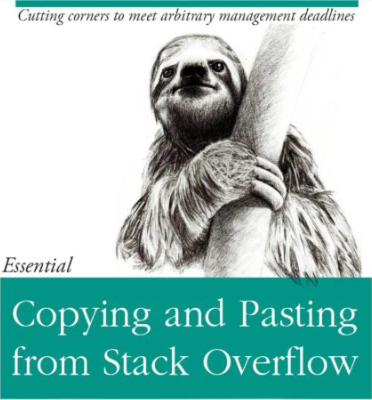 Cutting corners to meet arbitrary management deadlines
Essential
Copying and Pasting
from Stack Overflow